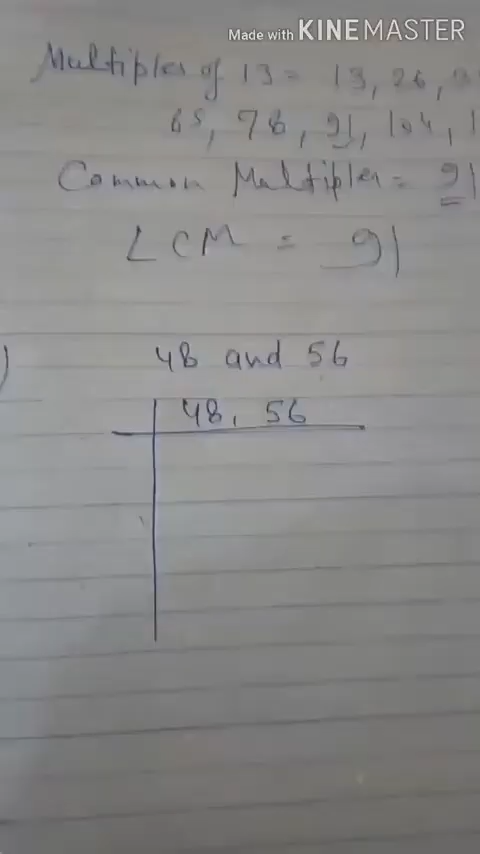 Made with KINEMASTER
Multiples of 13 = 13, 26,
65, 78, 91, 104,
Common Multiples = 91
LCM = 91
) 48 and 56
48, 56